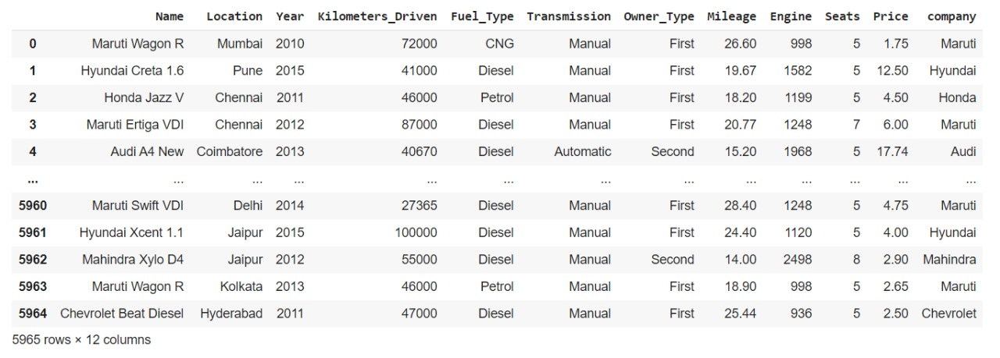 Name Location Year Kilometers_Driven Fuel_Type Transmission Owner_Type Mileage Engine Seats Price company
0 Maruti Wagon R Mumbai 2010 72000 CNG Manual First 26.60 998 5 1.75 Maruti
1 Hyundai Creta 1.6 Pune 2015 41000 Diesel Manual First 19.67 1582 5 12.50 Hyundai
2 Honda Jazz V Chennai 2011 46000 Petrol Manual First 18.20 1199 5 4.50 Honda
3 Maruti Ertiga VDI Chennai 2012 87000 Diesel Manual First 20.77 1248 7 6.00 Maruti
4 Audi A4 New Coimbatore 2013 40670 Diesel Automatic Second 15.20 1968 5 17.74 Audi
... ... ... ... ... ... ... ... ... ... ... ... ...
5960 Maruti Swift VDI Delhi 2014 27365 Diesel Manual First 28.40 1248 5 4.75 Maruti
5961 Hyundai Xcent 1.1 Jaipur 2015 100000 Diesel Manual First 24.40 1120 5 4.00 Hyundai
5962 Mahindra Xylo D4 Jaipur 2012 55000 Diesel Manual Second 14.00 2498 8 2.90 Mahindra
5963 Maruti Wagon R Kolkata 2013 46000 Petrol Manual First 18.90 998 5 2.65 Maruti
5964 Chevrolet Beat Diesel Hyderabad 2011 47000 Diesel Manual First 25.44 936 5 2.50 Chevrolet
5965 rows × 12 columns